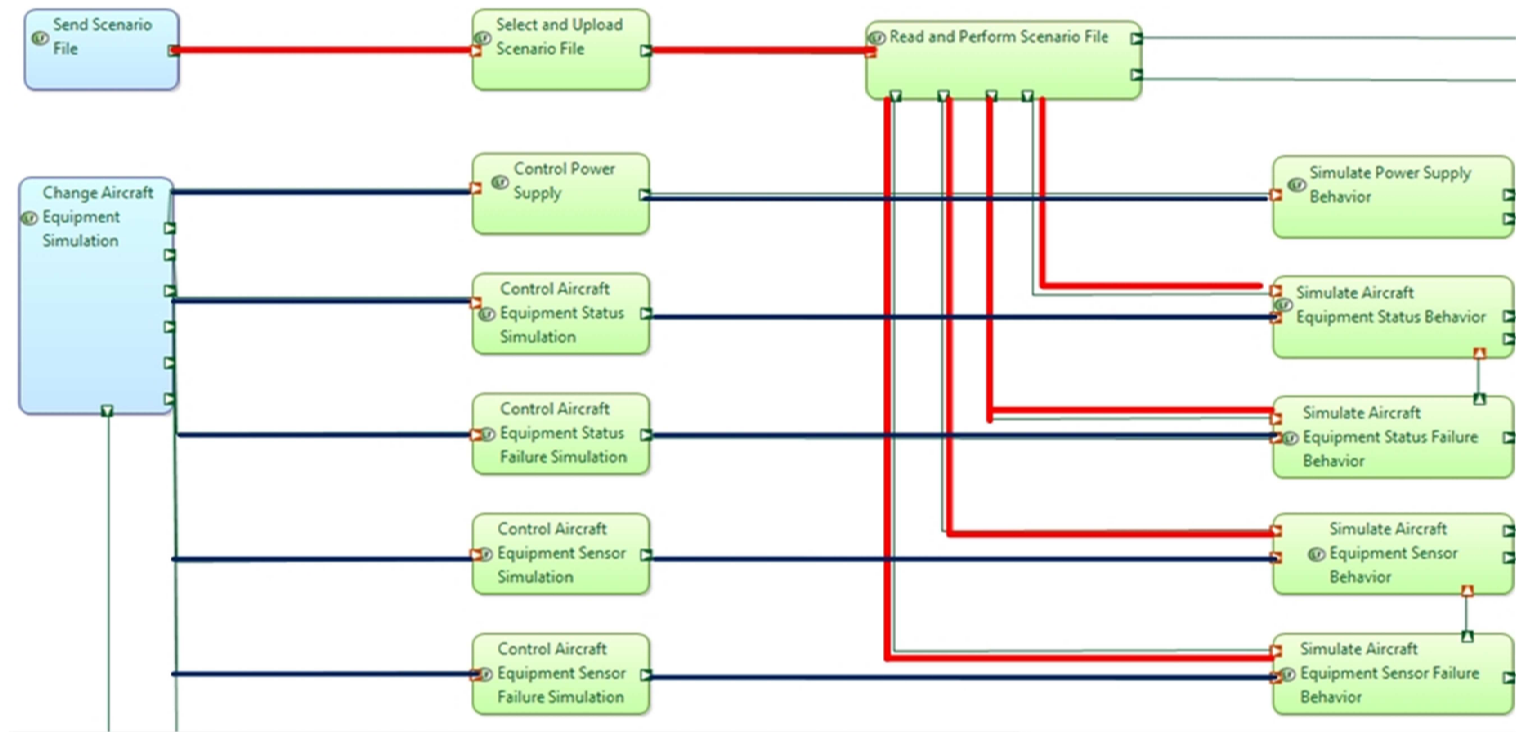 Send Scenario
File
Select and Upload
Scenario File
Read and Perform Scenario File
Change Aircraft
Equipment
Simulation
Control Power
Supply
Simulate Power Supply
Behavior
Control Aircraft
Equipment Status
Simulation
Simulate Aircraft
Equipment Status Behavior
Control Aircraft
Equipment Status
Failure Simulation
Simulate Aircraft
Equipment Status Failure
Behavior
Control Aircraft
Equipment Sensor
Simulation
Simulate Aircraft
Equipment Sensor
Behavior
Control Aircraft
Equipment Sensor
Failure Simulation
Simulate Aircraft
Equipment Sensor Failure
Behavior